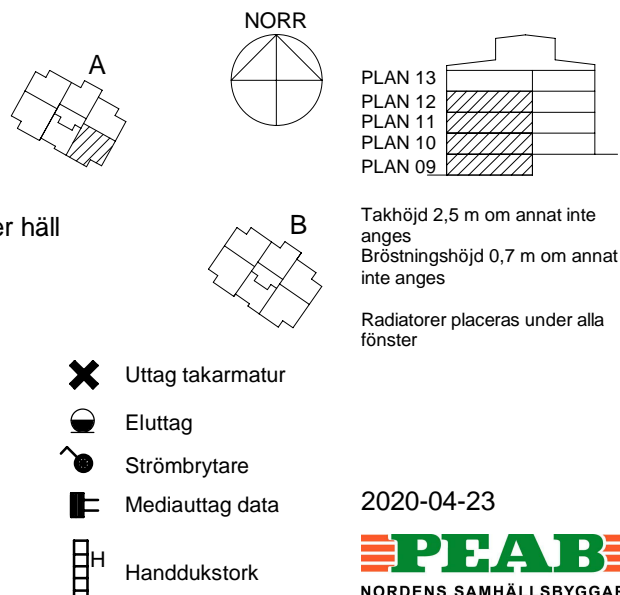 NORR
A
PLAN 13
PLAN 12
PLAN 11
PLAN 10
PLAN 09
er häll
B
Takhöjd 2,5 m om annat inte
anges
Bröstningshöjd 0,7 m om annat
inte anges
Radiatorer placeras under alla
fönster
Uttag takarmatur
Eluttag
Strömbrytare
Mediauttag data
H
Handdukstork
2020-04-23
PEAB
NORDENS SAMHÄLLSBYGGAR